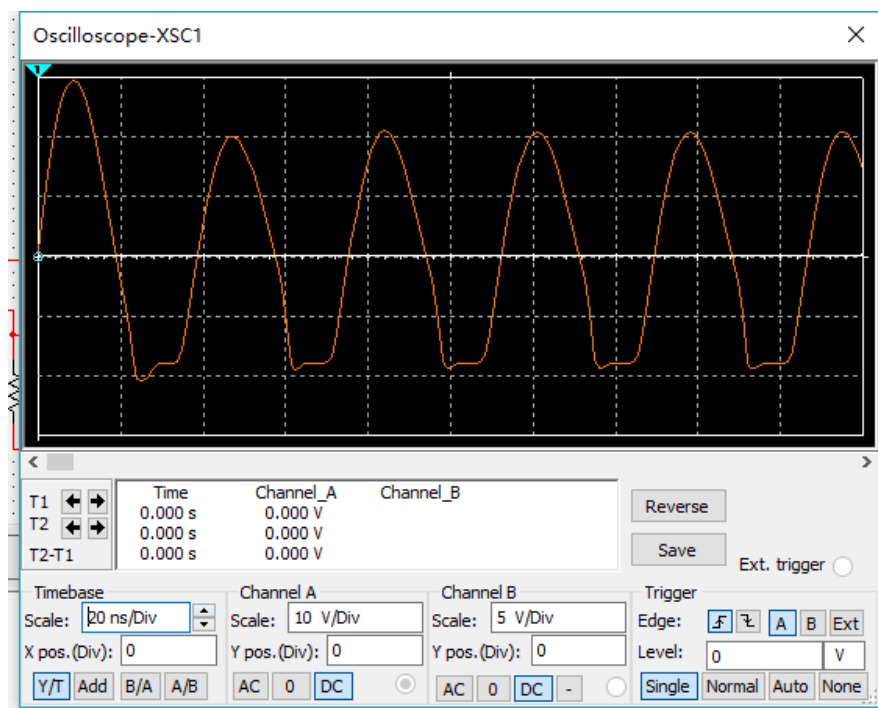 Oscilloscope-XSC1
1
Time Channel_A Channel_B
T1 0.000 s 0.000 V
T2 0.000 s 0.000 V
T2-T1 0.000 s 0.000 V
Reverse
Save
Ext. trigger
Timebase
Scale: 20 ns/Div
X pos.(Div): 0
Y/T Add B/A A/B
Channel A
Scale: 10 V/Div
Y pos.(Div): 0
AC 0 DC
Channel B
Scale: 5 V/Div
Y pos.(Div): 0
AC 0 DC -
Trigger
Edge: A B Ext
Level: 0 V
Single Normal Auto None